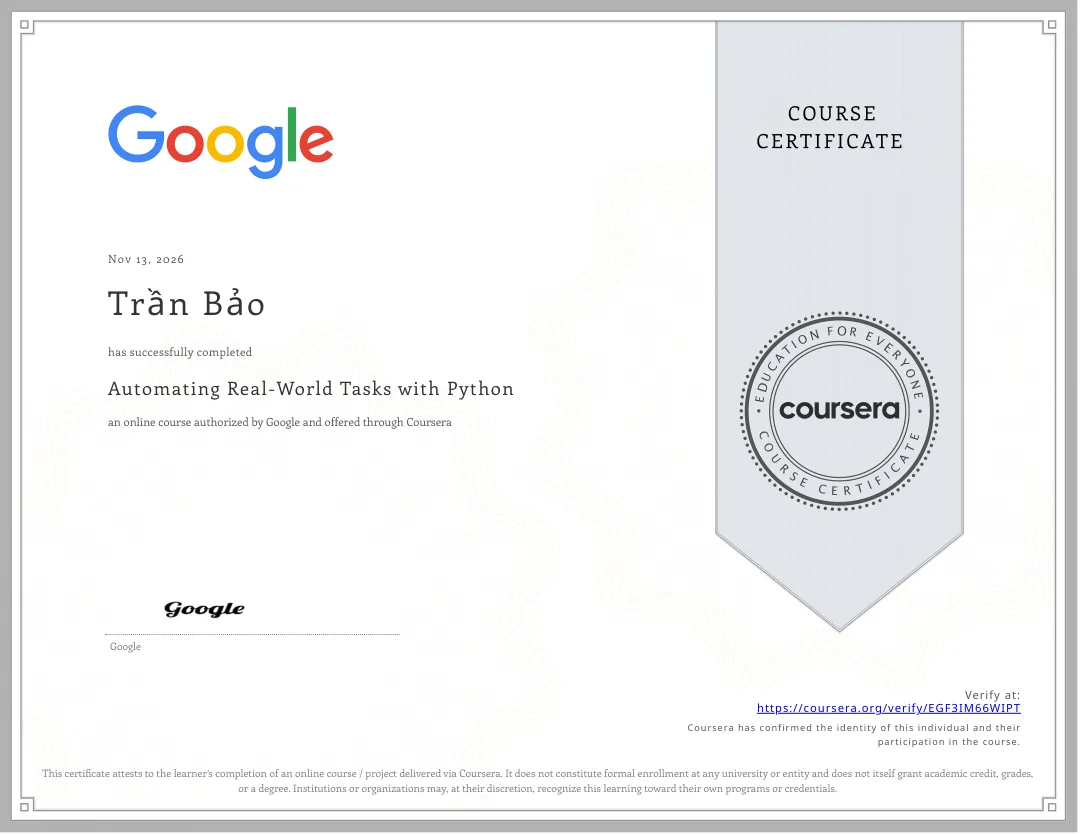 Google
COURSE
CERTIFICATE
Nov 13, 2026
Trần Bảo
has successfully completed
Automating Real-World Tasks with Python
an online course authorized by Google and offered through Coursera
EDUCATION FOR EVERYONE
coursera
COURSE CERTIFICATE
Google
Google
Verify at:
https://coursera.org/verify/EGF3IM66WIPT
Coursera has confirmed the identity of this individual and their
participation in the course.
This certificate attests to the learner's completion of an online course / project delivered via Coursera. It does not constitute formal enrollment at any university or entity and does not itself grant academic credit, grades,
or a degree. Institutions or organizations may, at their discretion, recognize this learning toward their own programs or credentials.